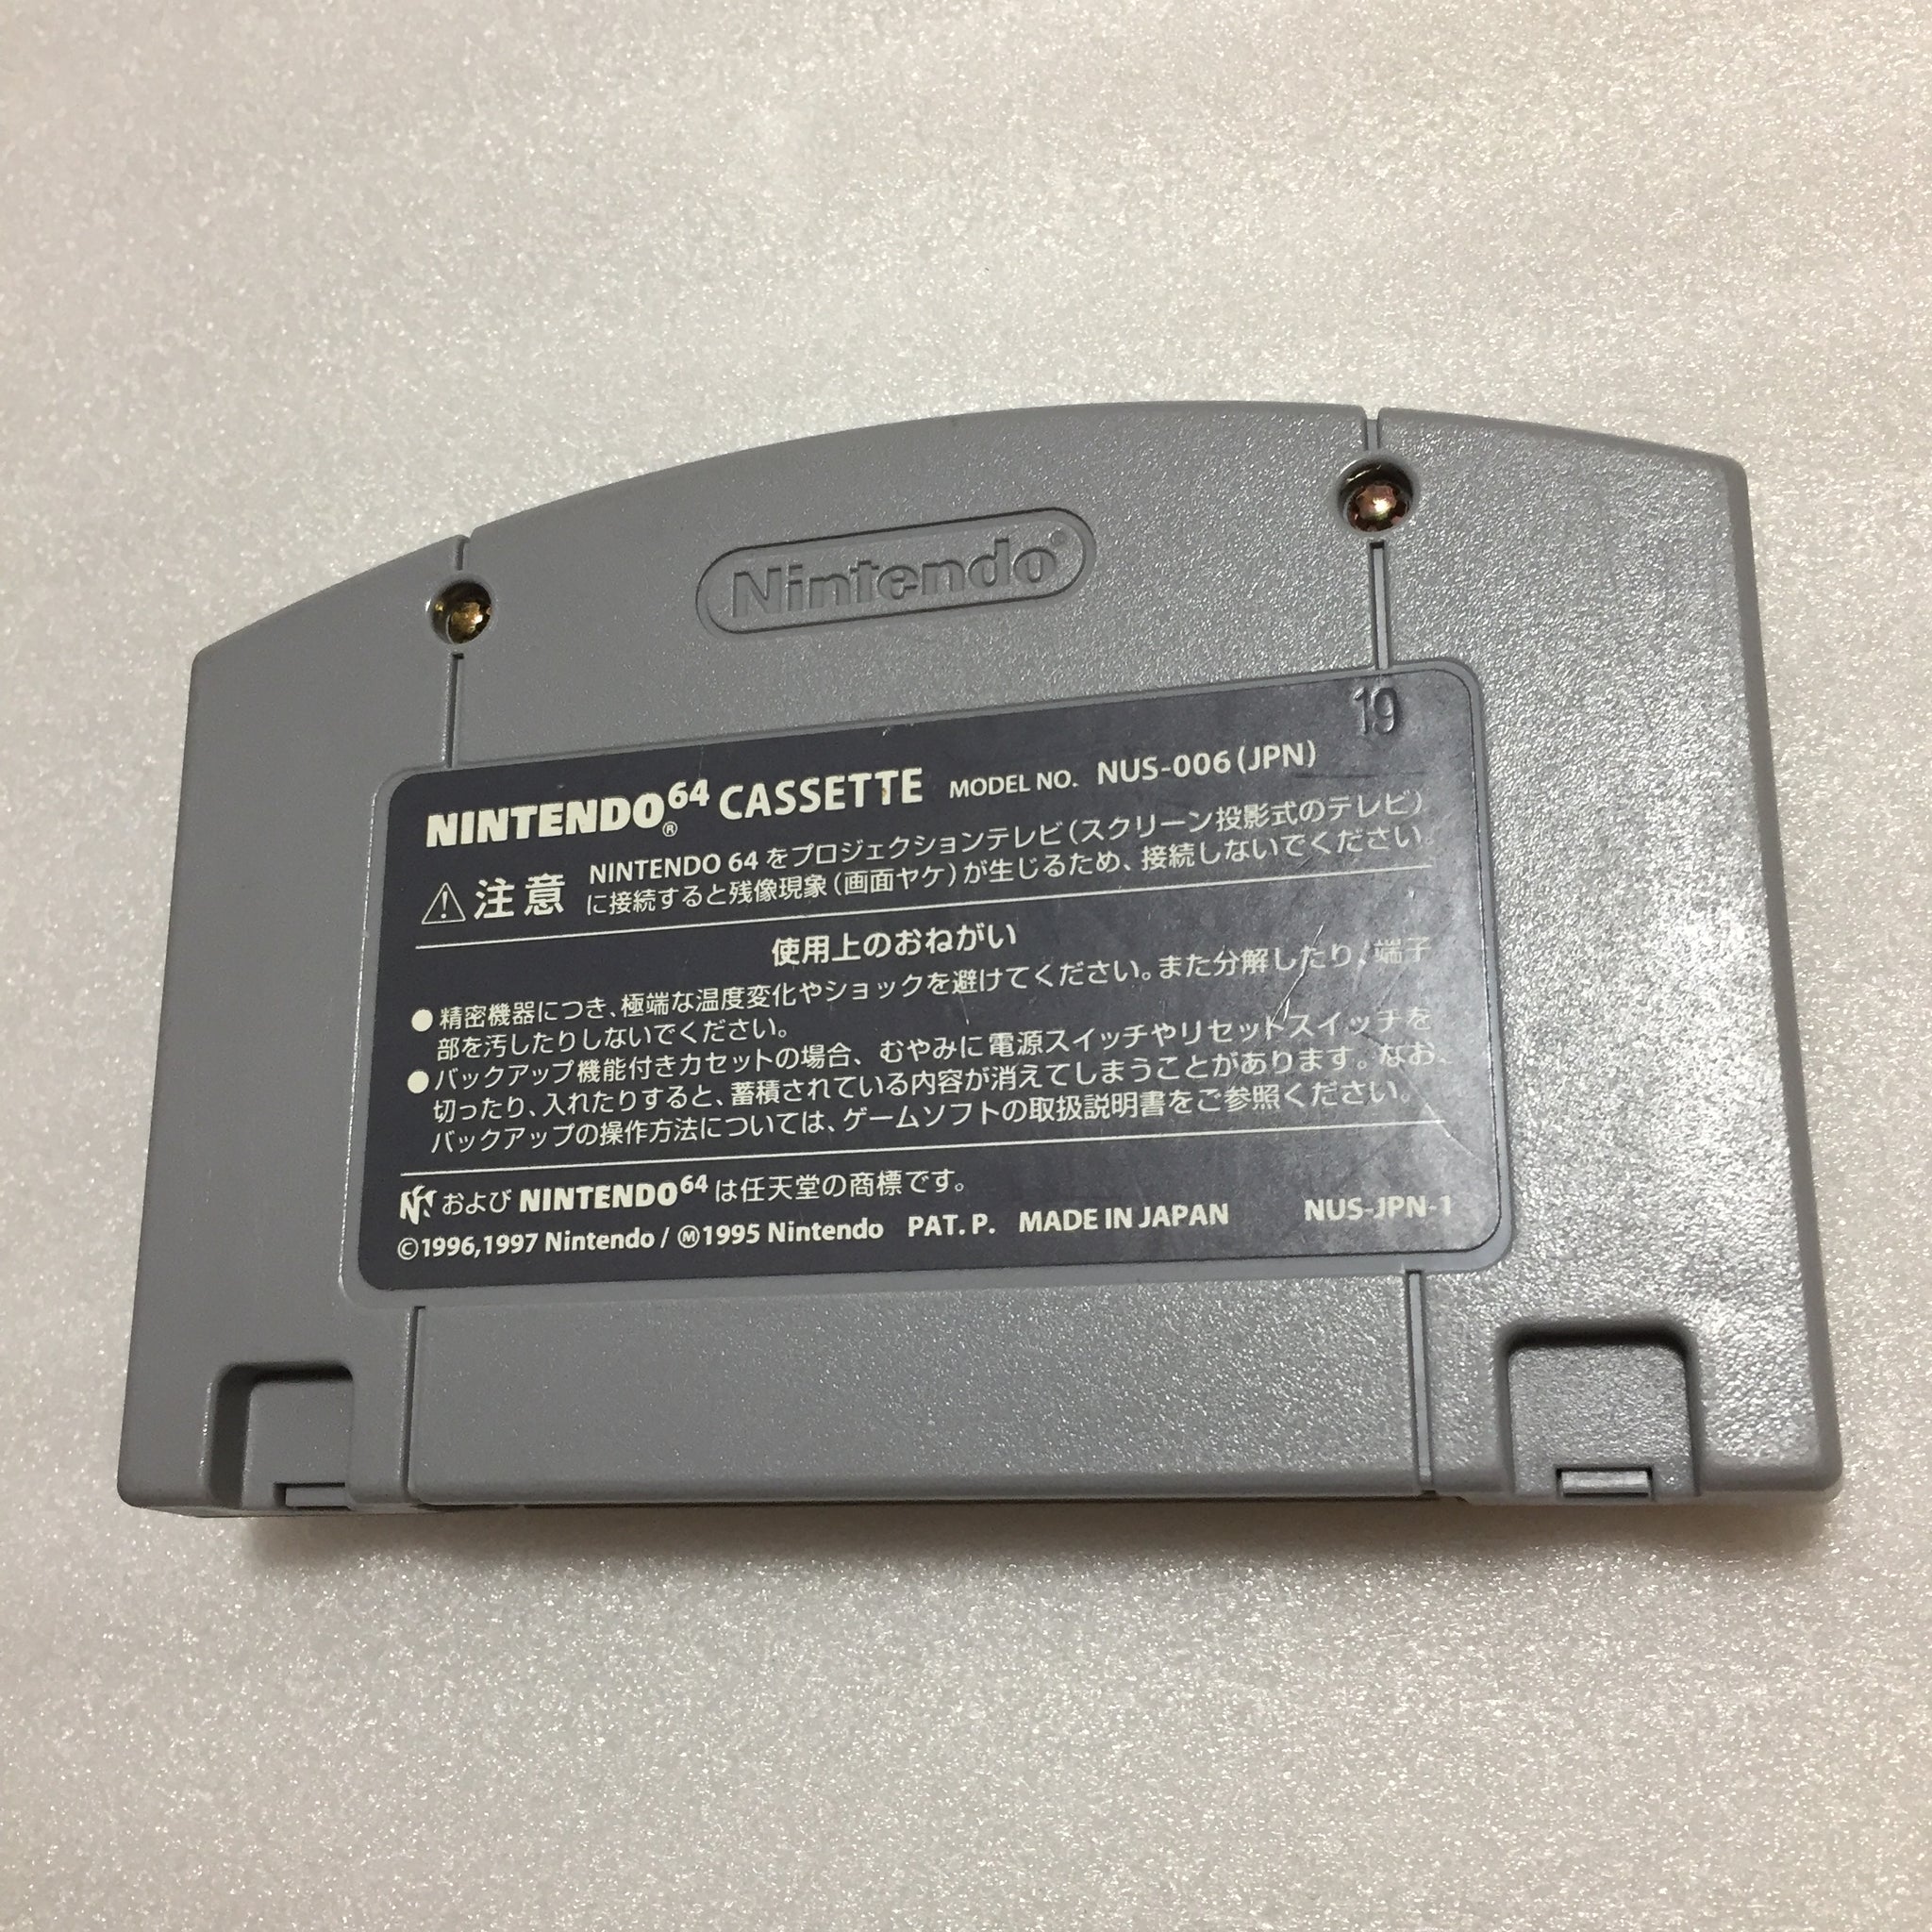 Nintendo®
19
NINTENDO64® CASSETTE MODEL NO. NUS-006(JPN)
⚠注意 NINTENDO 64 をプロジェクションテレビ(スクリーン投影式のテレビ)
に接続すると残像現象(画面ヤケ)が生じるため、接続しないでください。
使用上のおねがい
●精密機器につき、極端な温度変化やショックを避けてください。また分解したり、端子
部を汚したりしないでください。
●バックアップ機能付きカセットの場合、むやみに電源スイッチやリセットスイッチを
切ったり、入れたりすると、蓄積されている内容が消えてしまうことがあります。なお、
バックアップの操作方法については、ゲームソフトの取扱説明書をご参照ください。
N および NINTENDO64 は任天堂の商標です。
©1996,1997 Nintendo / Ⓜ1995 Nintendo PAT. P. MADE IN JAPAN NUS-JPN-1